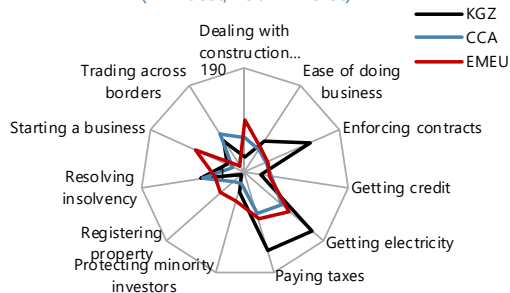 KGZ
CCA
EMEU
Dealing with
construction...
190
Ease of doing
business
Enforcing contracts
Getting credit
Getting electricity
Paying taxes
Protecting minority
investors
Registering
property
Resolving
insolvency
Starting a business
Trading across
borders